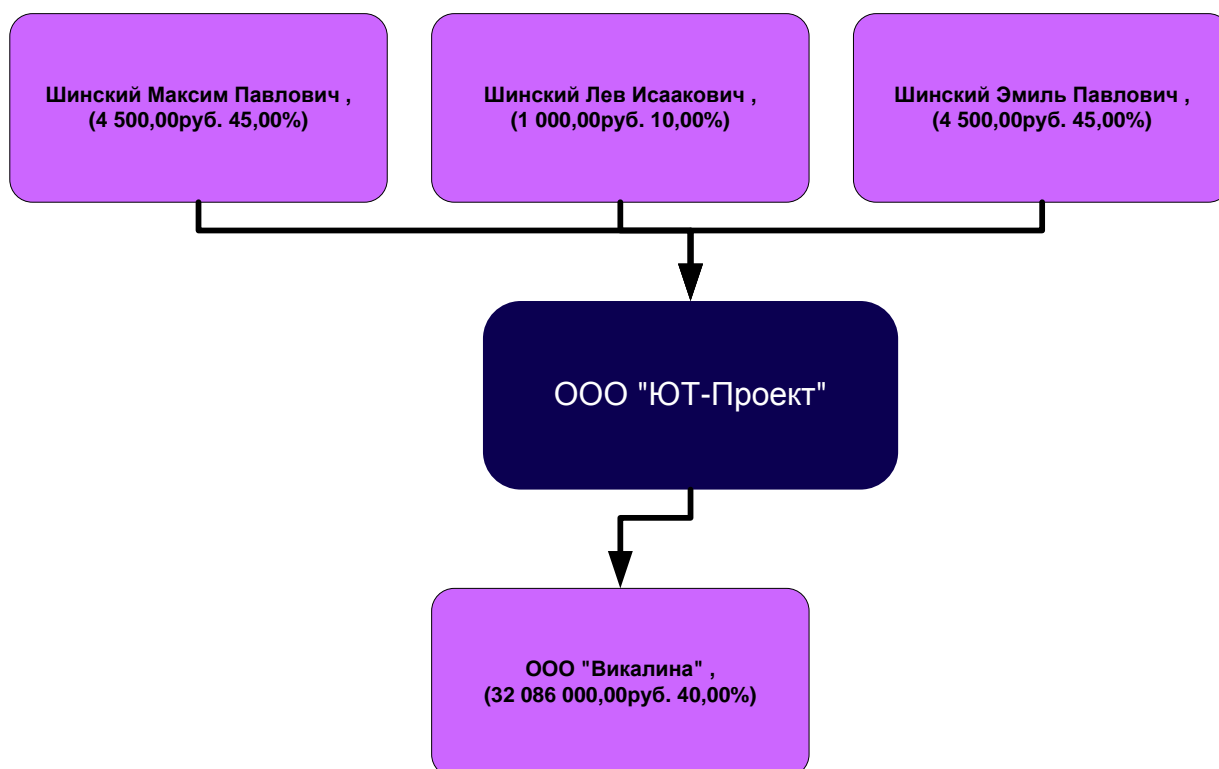 Шинский Максим Павлович ,
(4 500,00руб. 45,00%)
Шинский Лев Исаакович ,
(1 000,00руб. 10,00%)
Шинский Эмиль Павлович ,
(4 500,00руб. 45,00%)
ООО "ЮТ-Проект"
ООО "Викалина" ,
(32 086 000,00руб. 40,00%)